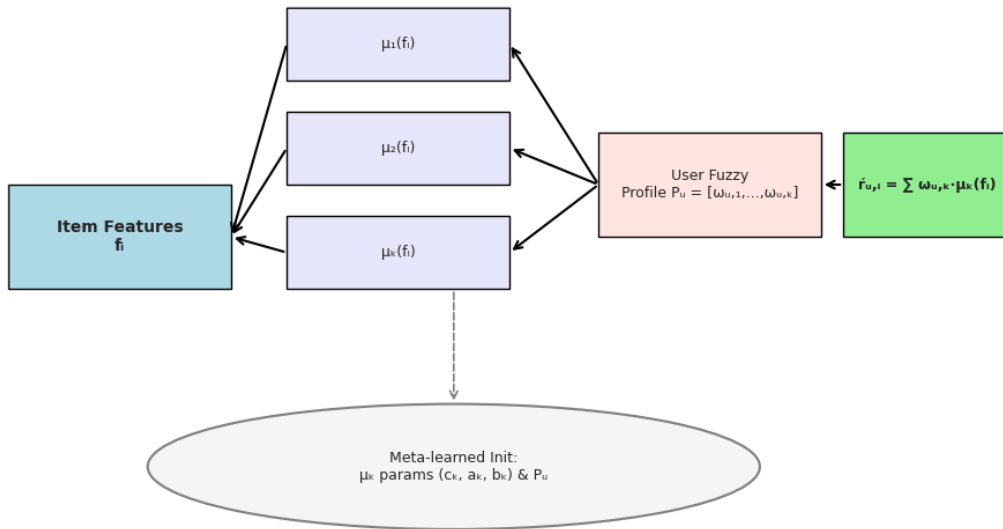 μ₁(fᵢ)
μ₂(fᵢ)
μₖ(fᵢ)
Item Features
fᵢ
User Fuzzy
Profile Pᵤ = [ωᵤ,₁,...,ωᵤ,ₖ]
ŕᵤ,ᵢ = ∑ ωᵤ,ₖ·μₖ(fᵢ)
Meta-learned Init:
μₖ params (cₖ, aₖ, bₖ) & Pᵤ